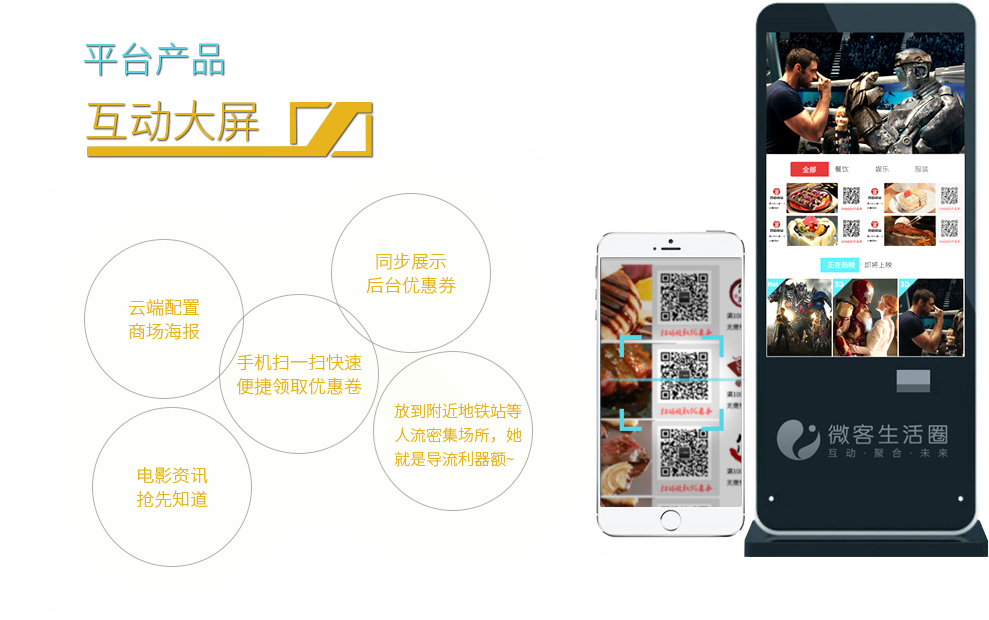 平台产品
互动大屏
同步展示
后台优惠券
云端配置
商场海报
手机扫一扫快速
便捷领取优惠卷
放到附近地铁站等
人流密集场所，她
就是导流利器额~
电影资讯
抢先知道
全部 餐饮 娱乐 服装
正在热映 即将上映
3D
3D
微客生活圈
互动·聚合·未来